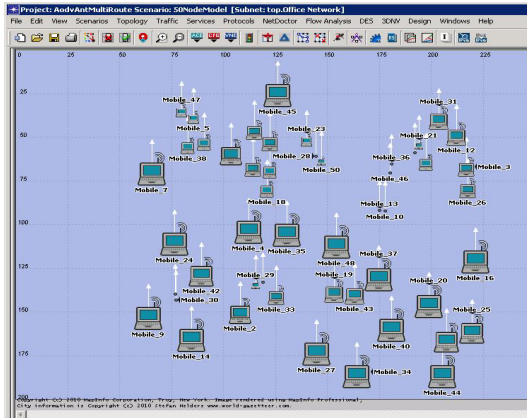 Project: AodvAntMultiRoute Scenario: 50NodeModel [Subnet: top.Office Network]
File Edit View Scenarios Topology Traffic Services Protocols NetDoctor Flow Analysis DES 3DNV Design Windows Help
0 25 50 75 100 125 150 175 200 225
25
50
75
100
125
150
175
200
Mobile_47
Mobile_45
Mobile_31
Mobile_5
Mobile_23
Mobile_21
Mobile_12
Mobile_38
Mobile_28
Mobile_36
Mobile_50
Mobile_3
Mobile_7
Mobile_46
Mobile_18
Mobile_13
Mobile_26
Mobile_10
Mobile_4
Mobile_35
Mobile_24
Mobile_48
Mobile_37
Mobile_16
Mobile_29
Mobile_19
Mobile_20
Mobile_42
Mobile_30
Mobile_33
Mobile_43
Mobile_25
Mobile_9
Mobile_2
Mobile_14
Mobile_40
Mobile_27
Mobile_34
Mobile_44
Copyright (c) 2010 MapInfo Corporation, Troy, New York. Image rendered using MapInfo Professional,
City information is Copyright (c) 2010 Stefan Helders www.world-gazetteer.com.